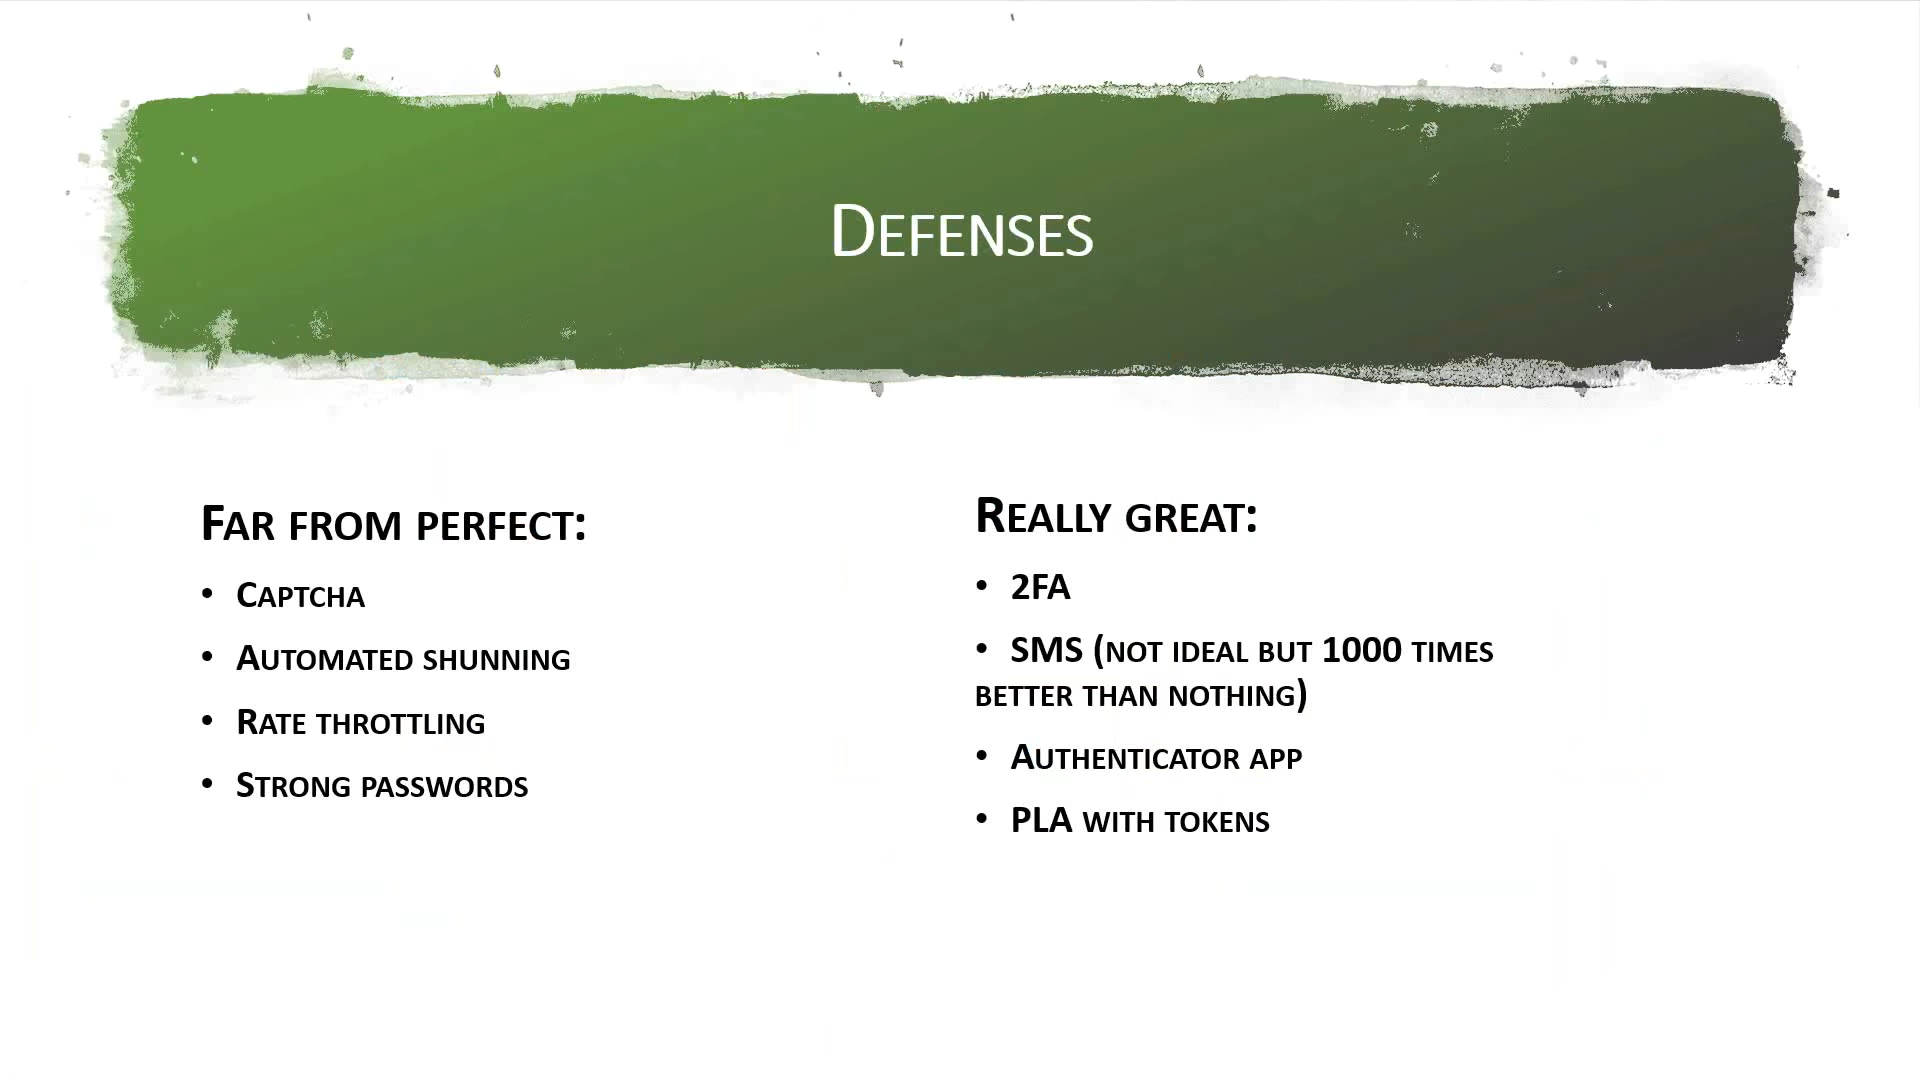 Defenses
Far from perfect:
• Captcha
• Automated shunning
• Rate throttling
• Strong passwords
Really great:
• 2FA
• SMS (not ideal but 1000 times
better than nothing)
• Authenticator app
• PLA with tokens